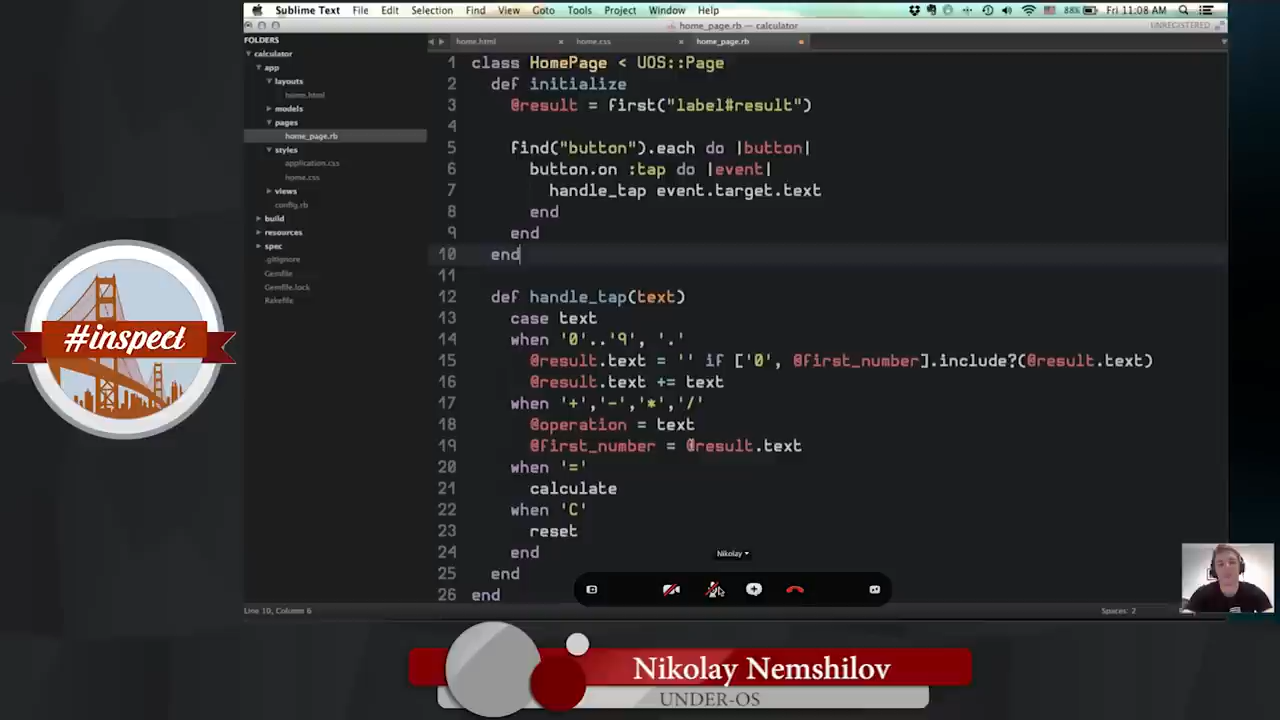 Sublime Text File Edit Selection Find View Goto Tools Project Window Help 88% Fri 11:08 AM
home_page.rb — calculator UNREGISTERED
FOLDERS
calculator
app
layouts
home.html
models
pages
home_page.rb
styles
application.css
home.css
views
config.rb
build
resources
spec
.gitignore
Gemfile
Gemfile.lock
Rakefile
home.html home.css home_page.rb
1 class HomePage < UOS::Page
2 def initialize
3 @result = first("label#result")
4
5 find("button").each do |button|
6 button.on :tap do |event|
7 handle_tap event.target.text
8 end
9 end
10 end
11
12 def handle_tap(text)
13 case text
14 when '0'..'9', '.'
15 @result.text = '' if ['0', @first_number].include?(@result.text)
16 @result.text += text
17 when '+','-','*','/'
18 @operation = text
19 @first_number = @result.text
20 when '='
21 calculate
22 when 'C'
23 reset
24 end
25 end
26 end
Nikolay
Line 10, Column 6 Spaces: 2
#inspect
Nikolay Nemshilov
UNDER-OS